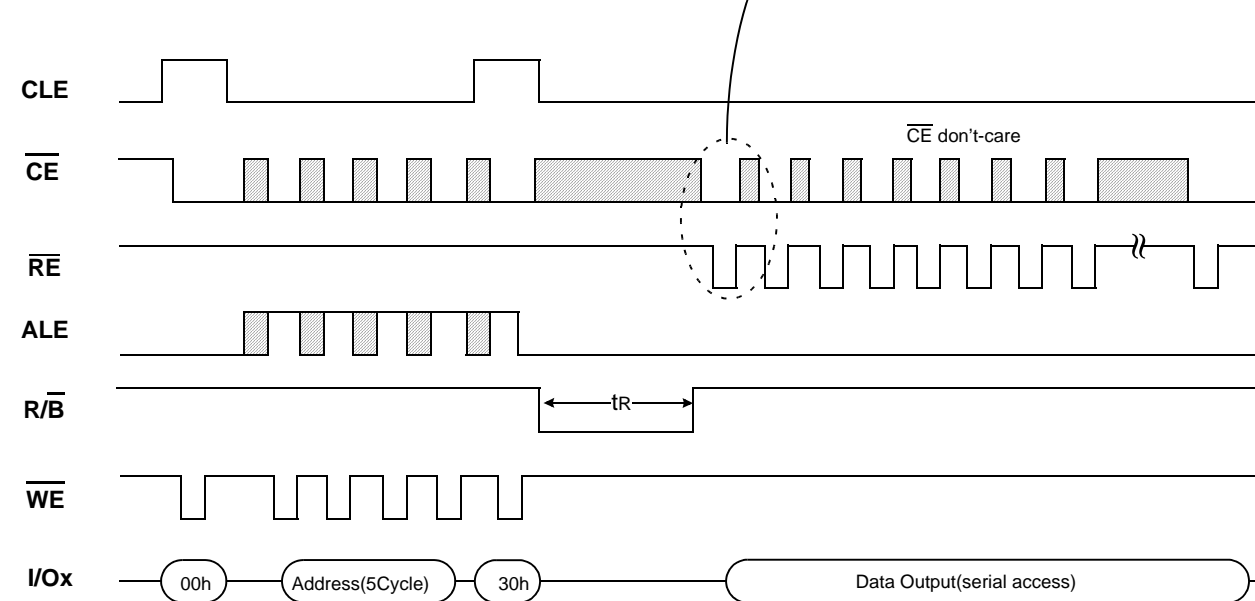 CLE
CE don't-care
CE
RE
ALE
R/B
tR
WE
I/Ox
00h
Address(5Cycle)
30h
Data Output(serial access)